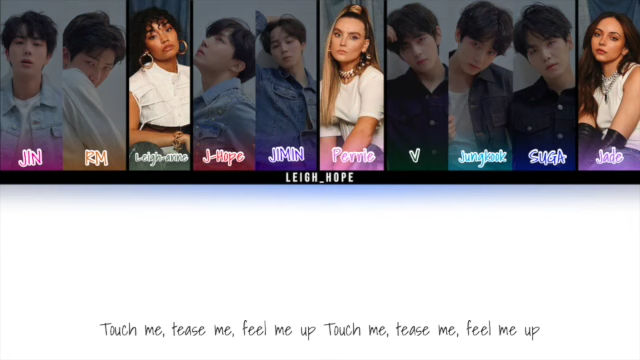 JIN RM Leigh-anne J-Hope JIMIN Perrie V Jungkook SUGA Jade
LEIGH_HOPE
Touch me, tease me, feel me up Touch me, tease me, feel me up